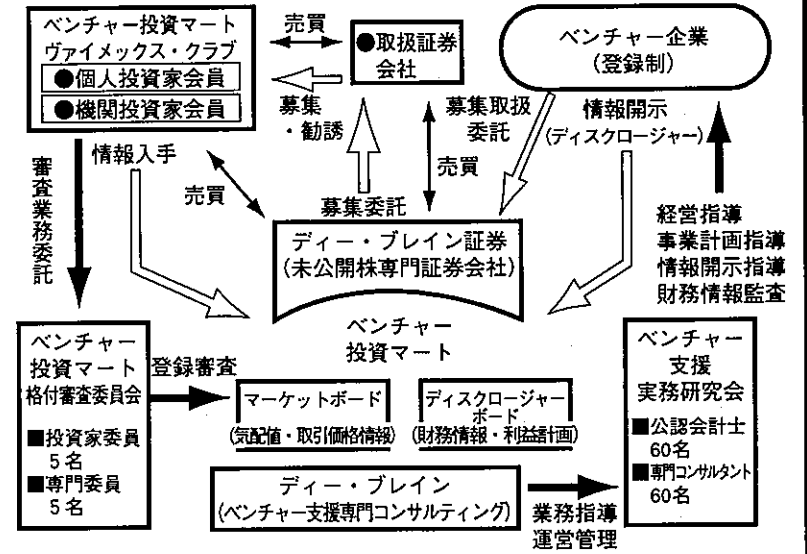 ベンチャー投資マート
ヴァイメックス・クラブ
●個人投資家会員
●機関投資家会員
売買
●取扱証券
会社
ベンチャー企業
(登録制)
募集
・勧誘
募集取扱
委託
情報開示
(ディスクロージャー)
審査業務委託
情報入手
売買
売買
募集委託
経営指導
事業計画指導
情報開示指導
財務情報監査
ディー・ブレイン証券
(未公開株専門証券会社)
ベンチャー
投資マート
ベンチャー
投資マート
格付審査委員会
■投資家委員
5名
■専門委員
5名
登録審査
マーケットボード
(気配値・取引価格情報)
ディスクロージャー
ボード
(財務情報・利益計画)
ベンチャー
支援
実務研究会
■公認会計士
60名
■専門コンサルタント
60名
ディー・ブレイン
(ベンチャー支援専門コンサルティング)
業務指導
運営管理